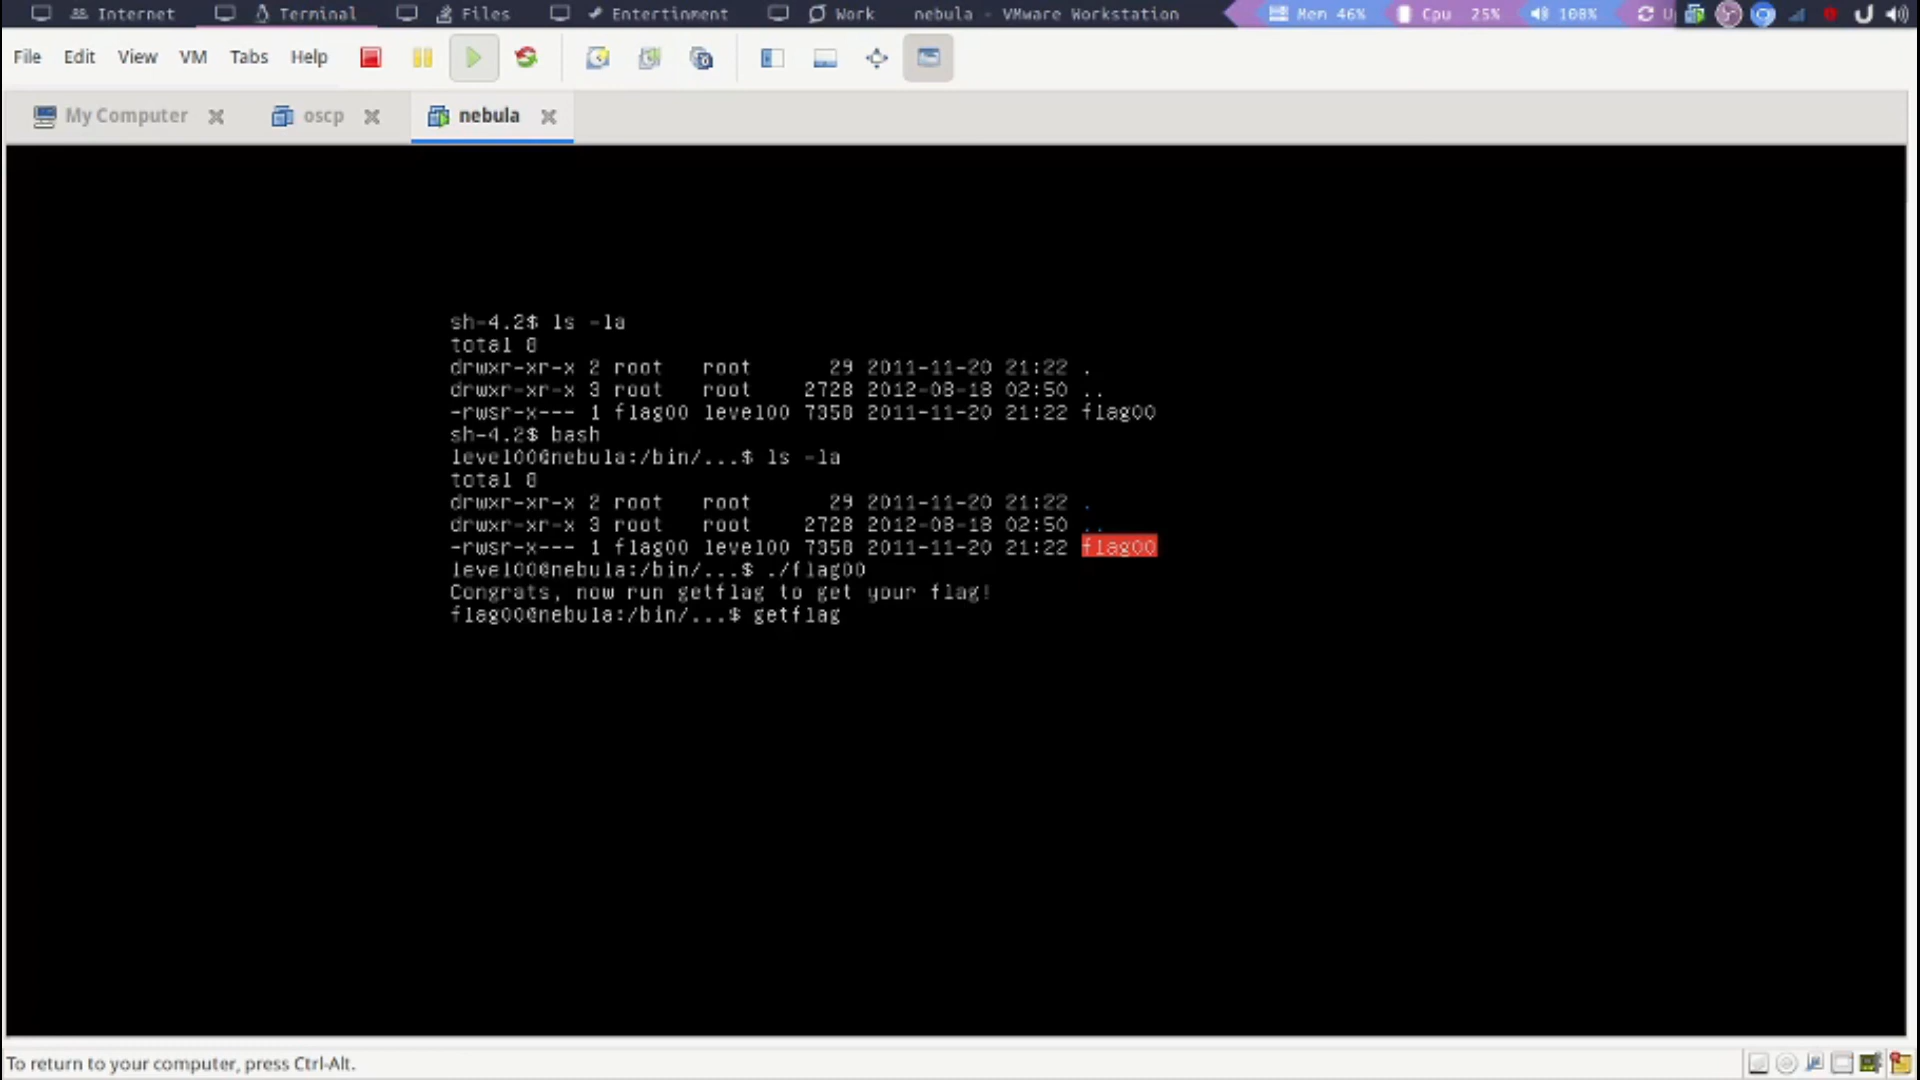 Internet Terminal Files Entertinment Work nebula - VMware Workstation Mem 46% Cpu 25% 100% U
File Edit View VM Tabs Help
My Computer oscp nebula
sh-4.2$ ls -la
total 8
drwxr-xr-x 2 root root 29 2011-11-20 21:22 .
drwxr-xr-x 3 root root 2728 2012-08-18 02:50 ..
-rwsr-x--- 1 flag00 level00 7358 2011-11-20 21:22 flag00
sh-4.2$ bash
level00@nebula:/bin/...$ ls -la
total 8
drwxr-xr-x 2 root root 29 2011-11-20 21:22 .
drwxr-xr-x 3 root root 2728 2012-08-18 02:50 ..
-rwsr-x--- 1 flag00 level00 7358 2011-11-20 21:22 flag00
level00@nebula:/bin/...$ ./flag00
Congrats, now run getflag to get your flag!
flag00@nebula:/bin/...$ getflag
To return to your computer, press Ctrl-Alt.